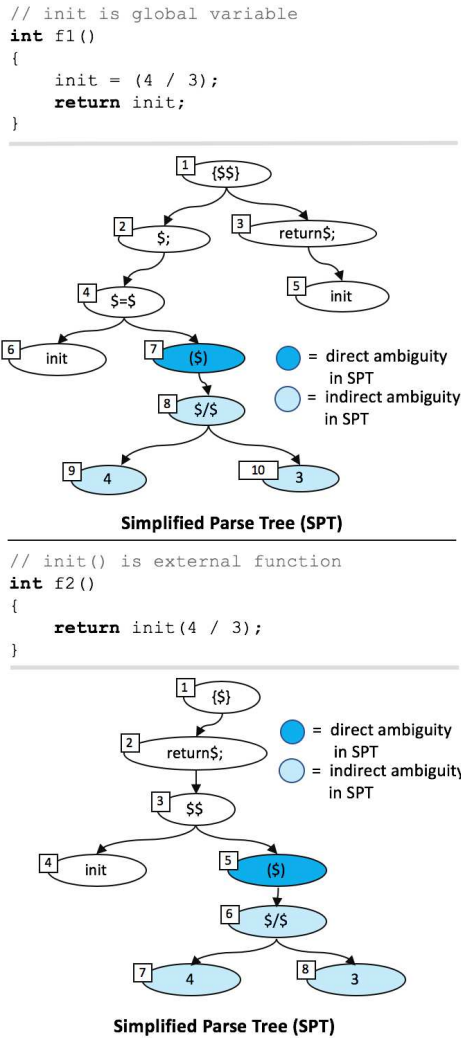 // init is global variable
int f1()
{
    init = (4 / 3);
    return init;
}
1 {$$}
2 $; 3 return$;
4 $=$ 5 init
6 init 7 ($)
= direct ambiguity
in SPT
8 $/$
= indirect ambiguity
in SPT
9 4 10 3
Simplified Parse Tree (SPT)
// init() is external function
int f2()
{
    return init(4 / 3);
}
1 {$}
2 return$;
= direct ambiguity
in SPT
= indirect ambiguity
in SPT
3 $$
4 init 5 ($)
6 $/$
7 4 8 3
Simplified Parse Tree (SPT)